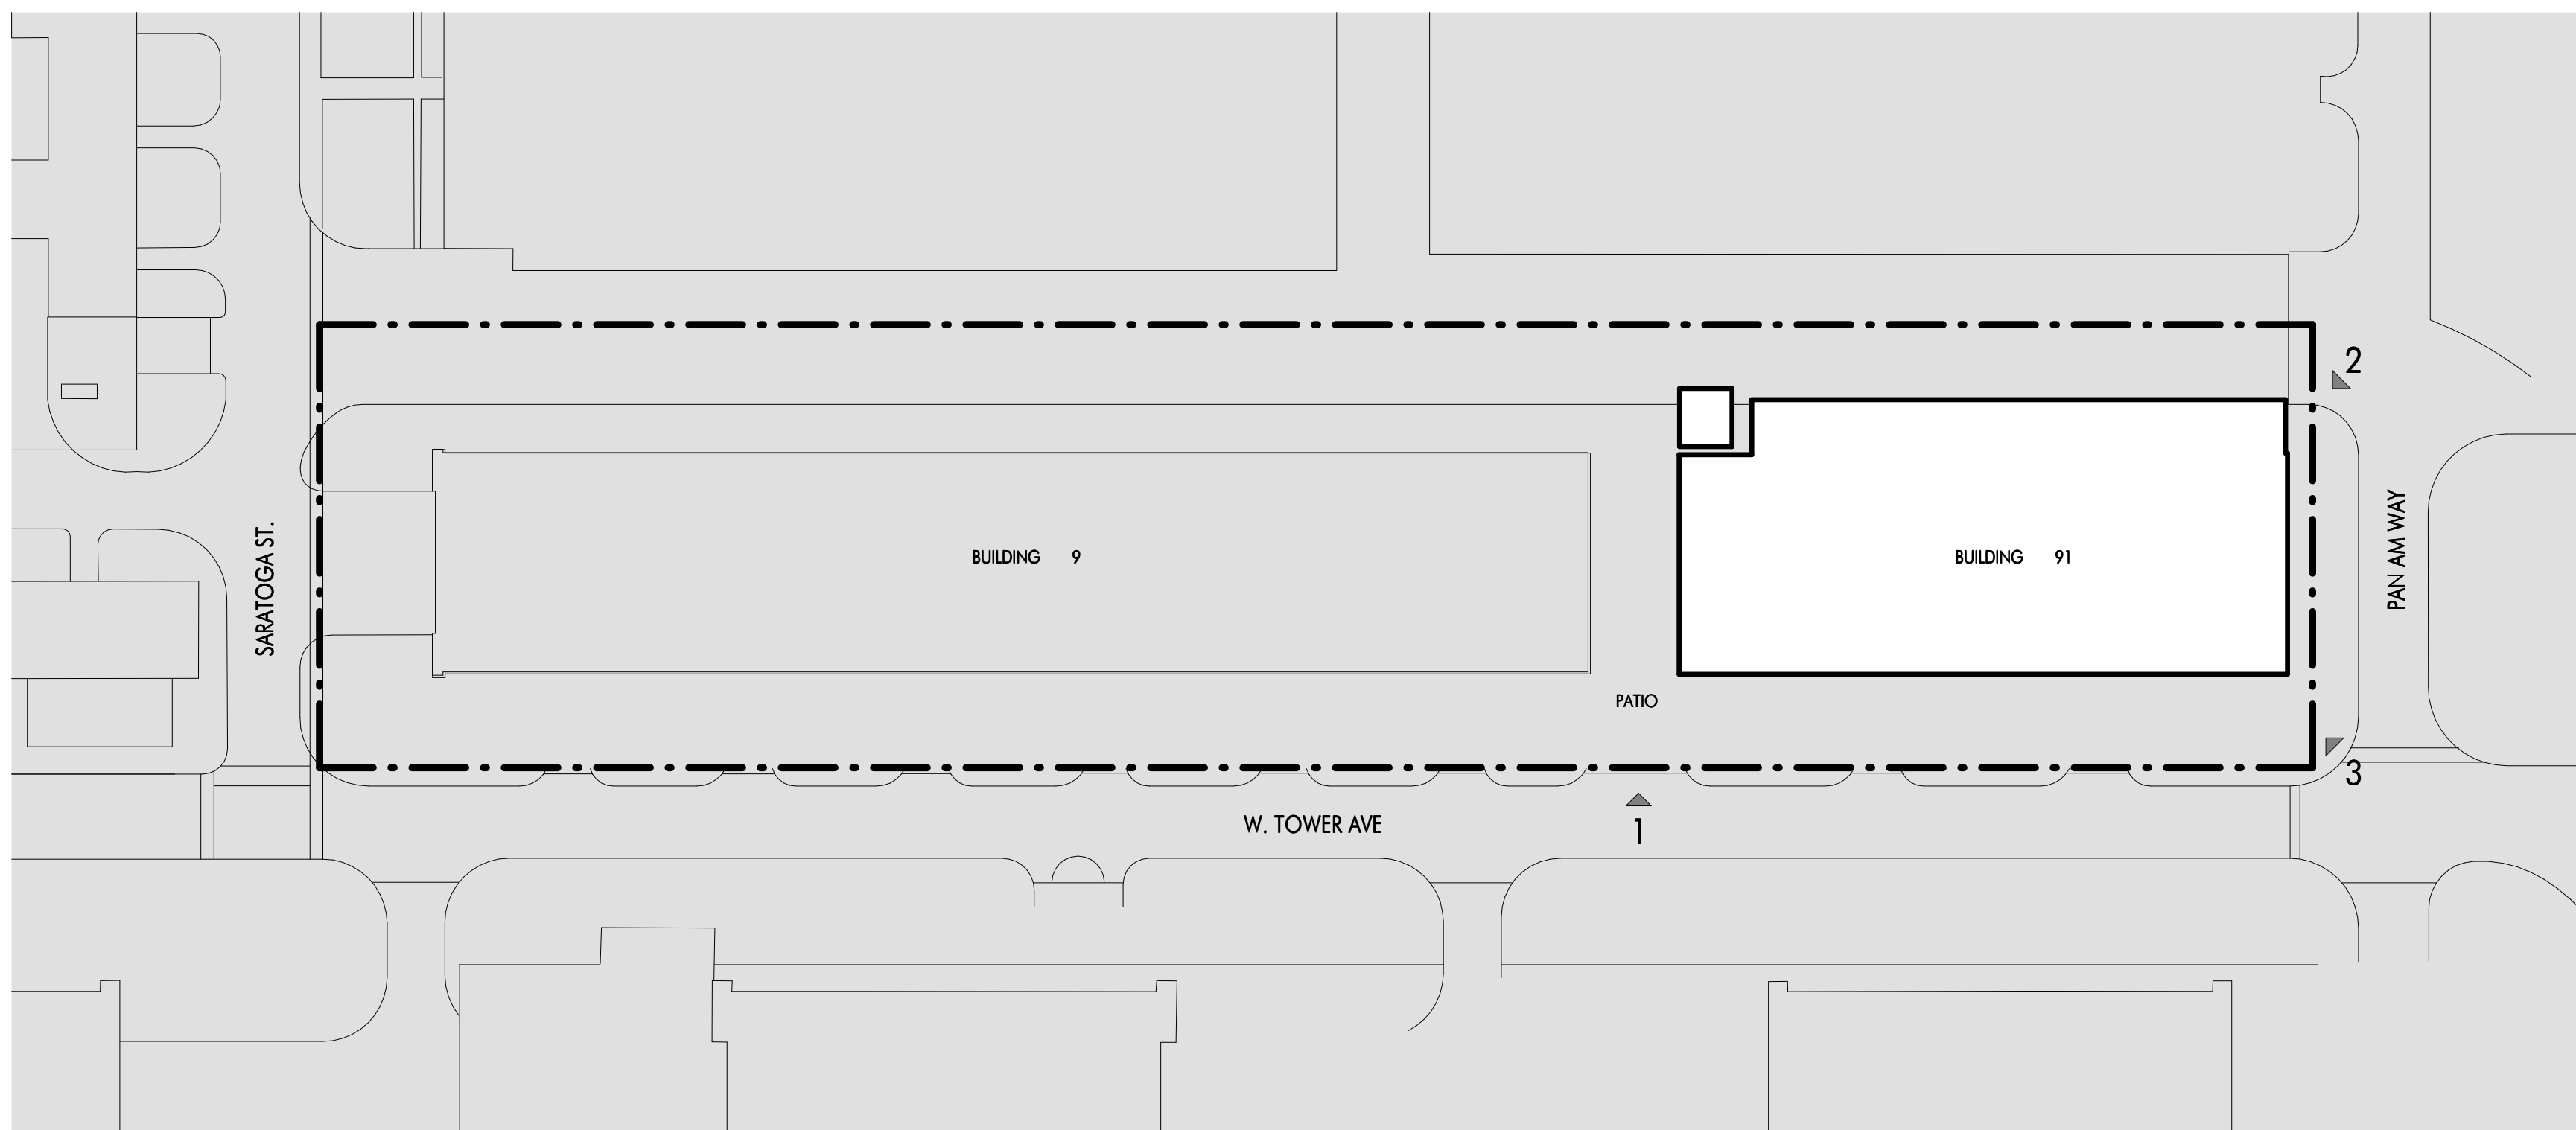 2
SARATOGA ST.
BUILDING 9
BUILDING 91
PAN AM WAY
PATIO
3
W. TOWER AVE
1